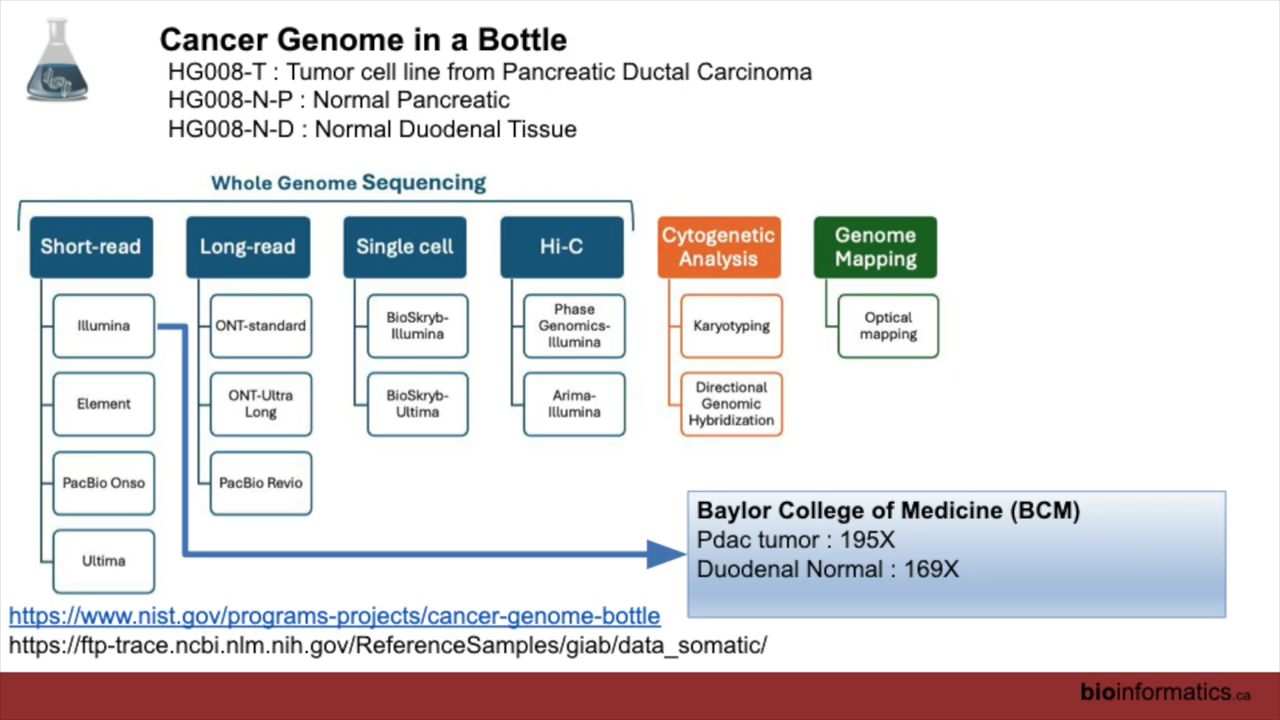 Cancer Genome in a Bottle
HG008-T : Tumor cell line from Pancreatic Ductal Carcinoma
HG008-N-P : Normal Pancreatic
HG008-N-D : Normal Duodenal Tissue
Whole Genome Sequencing
Short-read
Illumina
Element
PacBio Onso
Ultima
Long-read
ONT-standard
ONT-Ultra
Long
PacBio Revio
Single cell
BioSkryb-
Illumina
BioSkryb-
Ultima
Hi-C
Phase
Genomics-
Illumina
Arima-
Illumina
Cytogenetic
Analysis
Karyotyping
Directional
Genomic
Hybridization
Genome
Mapping
Optical
mapping
Baylor College of Medicine (BCM)
Pdac tumor : 195X
Duodenal Normal : 169X
https://www.nist.gov/programs-projects/cancer-genome-bottle
https://ftp-trace.ncbi.nlm.nih.gov/ReferenceSamples/giab/data_somatic/
bioinformatics.ca